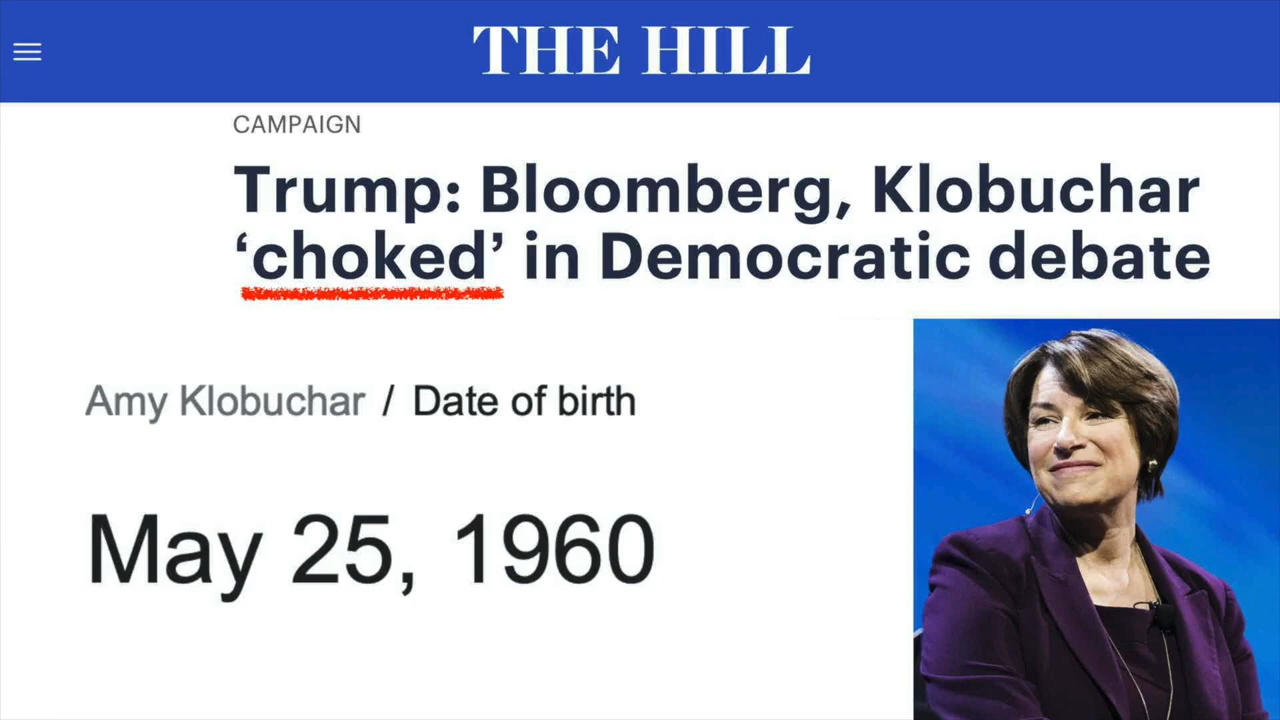 THE HILL
CAMPAIGN
Trump: Bloomberg, Klobuchar
‘choked’ in Democratic debate
Amy Klobuchar / Date of birth
May 25, 1960